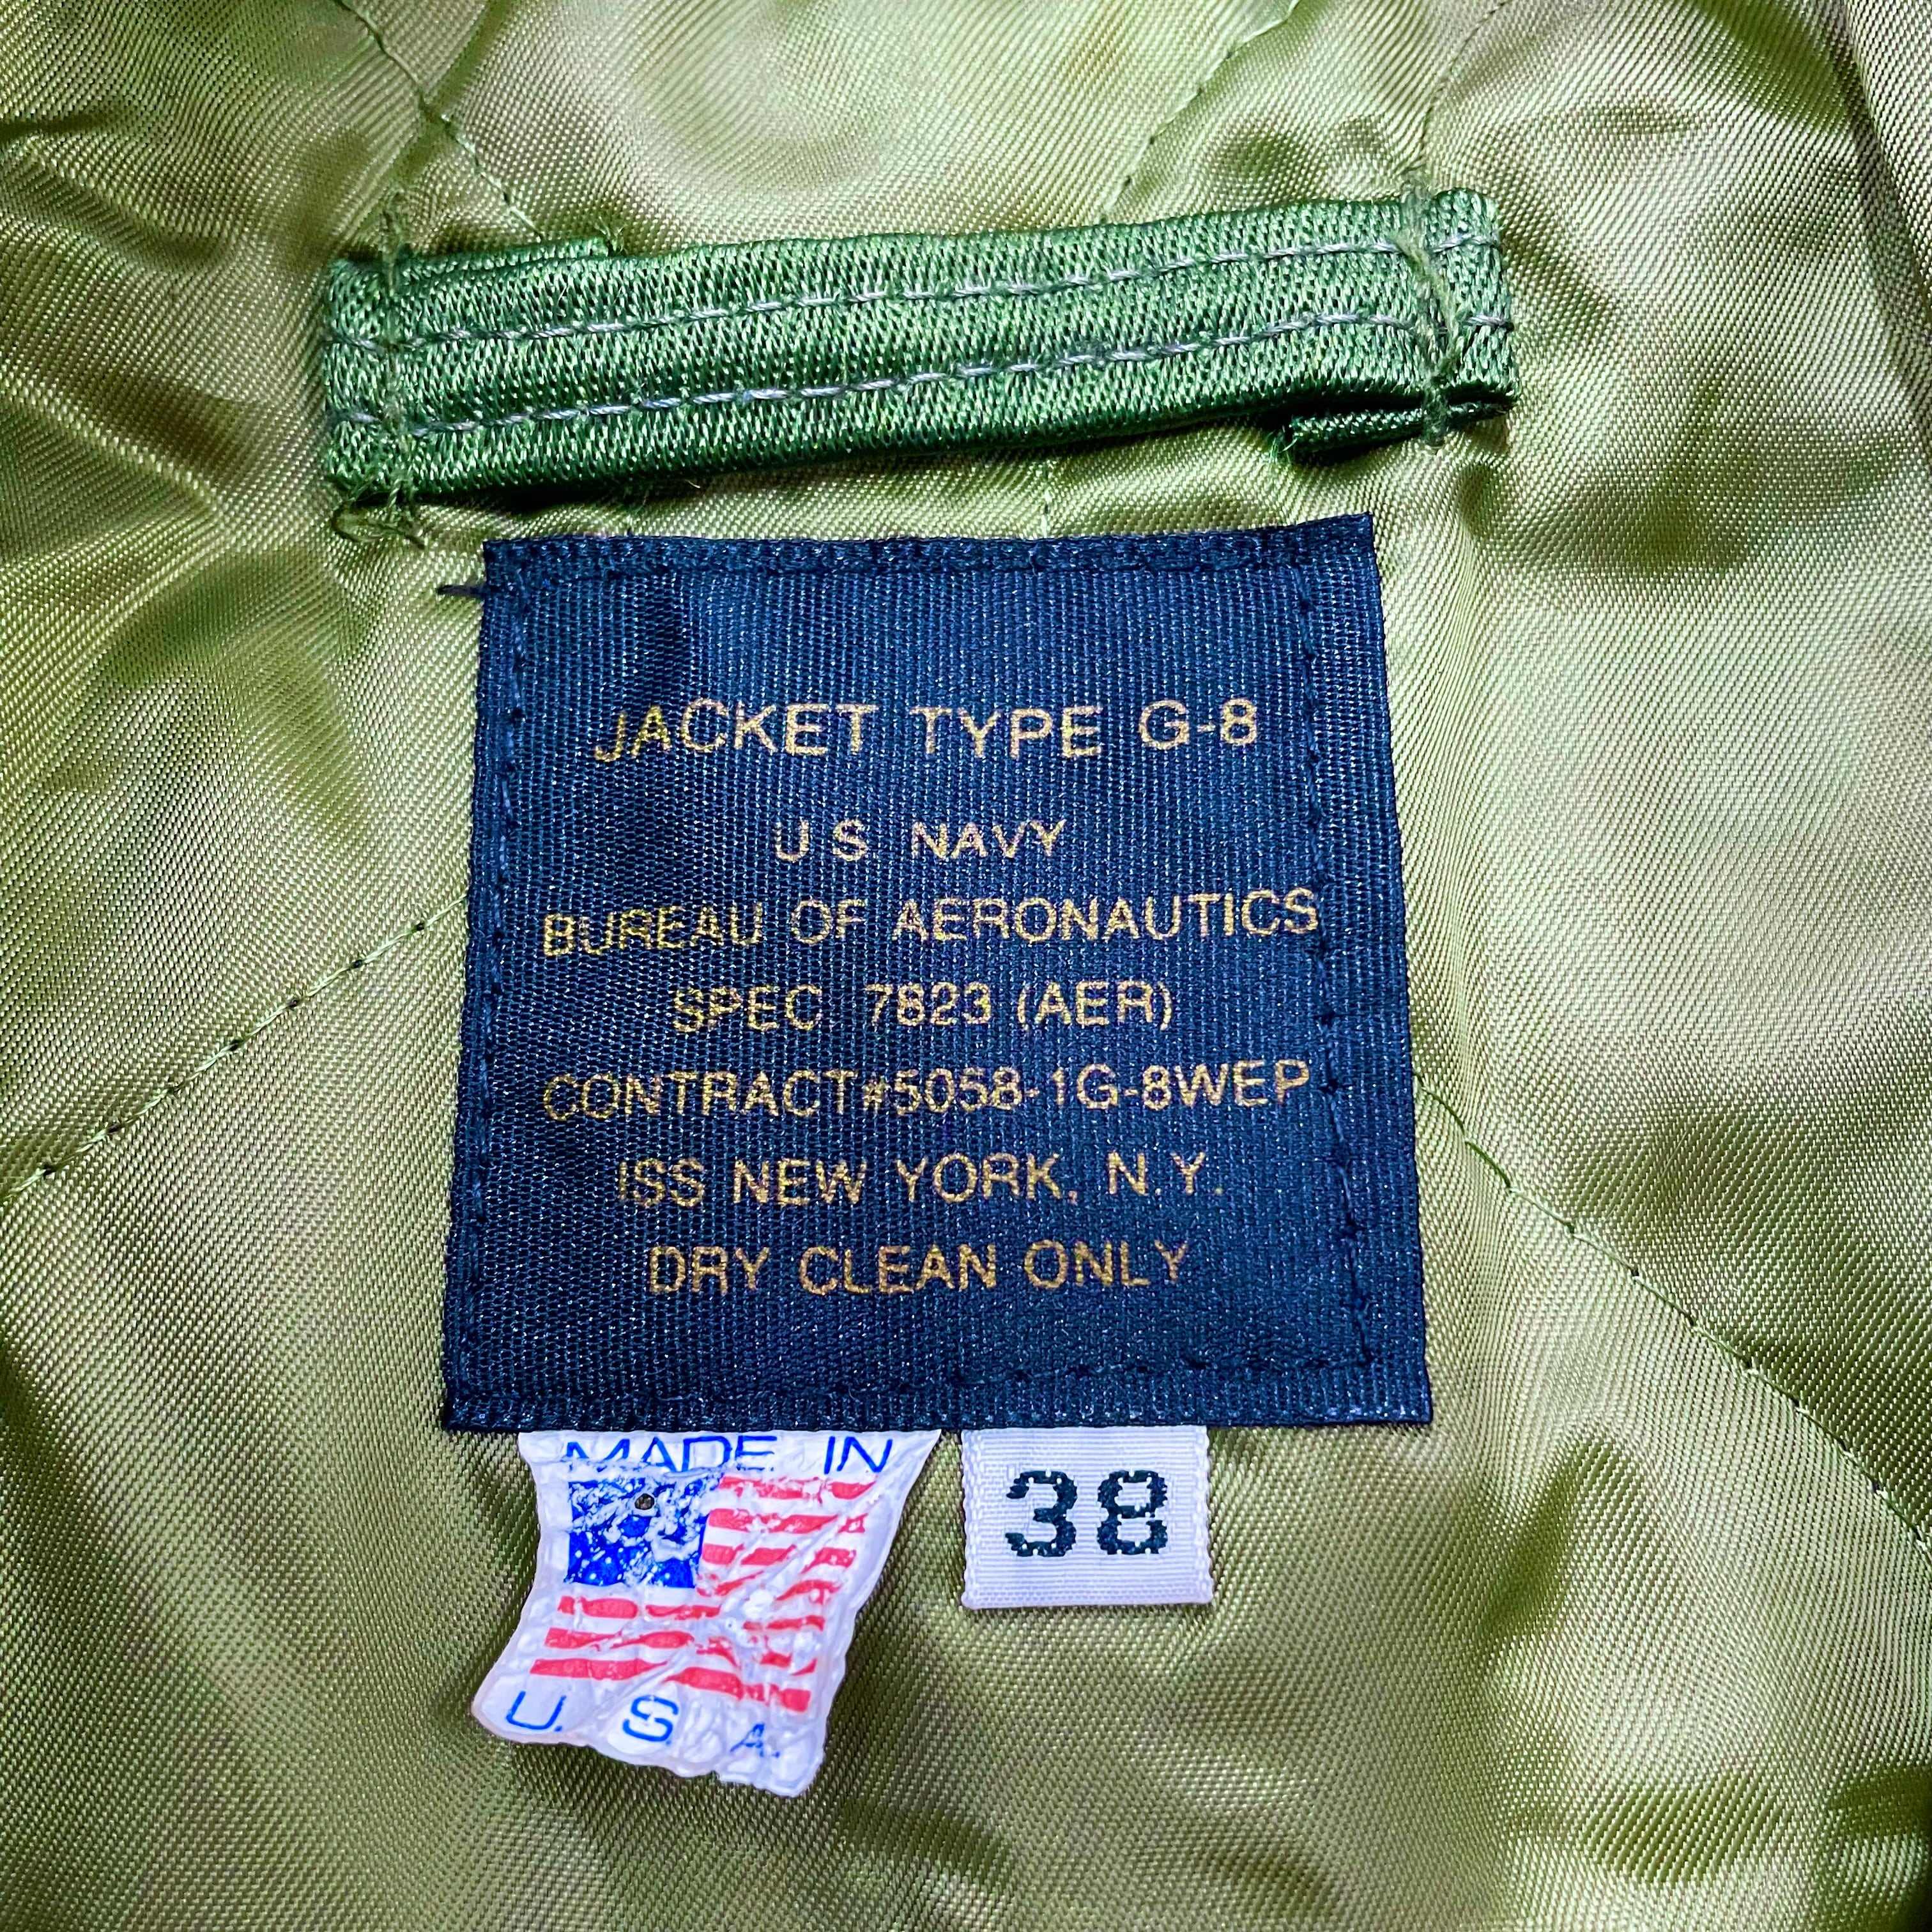 JACKET TYPE G-8
U S NAVY
BUREAU OF AERONAUTICS
SPEC 7823 (AER)
CONTRACT#5058-1G-8WEP
ISS NEW YORK, N.Y.
DRY CLEAN ONLY
MADE IN
U. S. A.
38